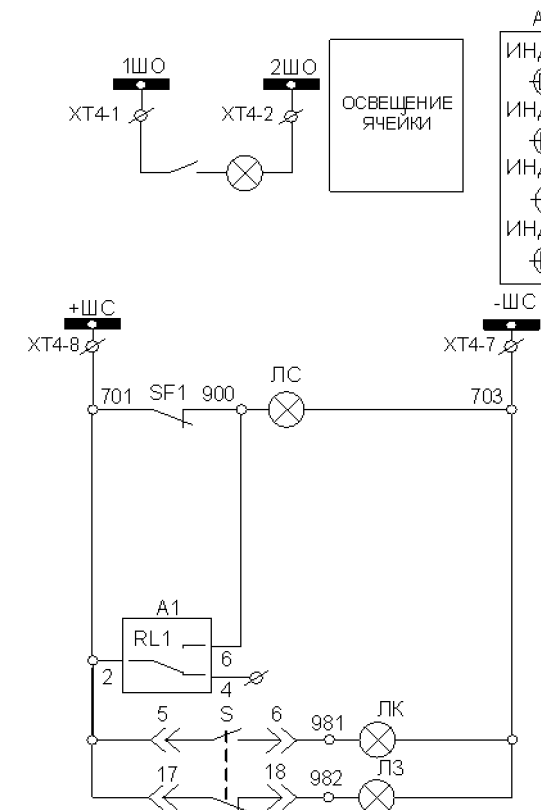 1ШО
2ШО
ХТ4-1
ХТ4-2
ОСВЕЩЕНИЕ
ЯЧЕЙКИ
+ШС
-ШС
ХТ4-8
ХТ4-7
701
SF1
900
ЛС
703
A1
RL1
2
6
4
5
S
6
981
ЛК
17
18
982
ЛЗ